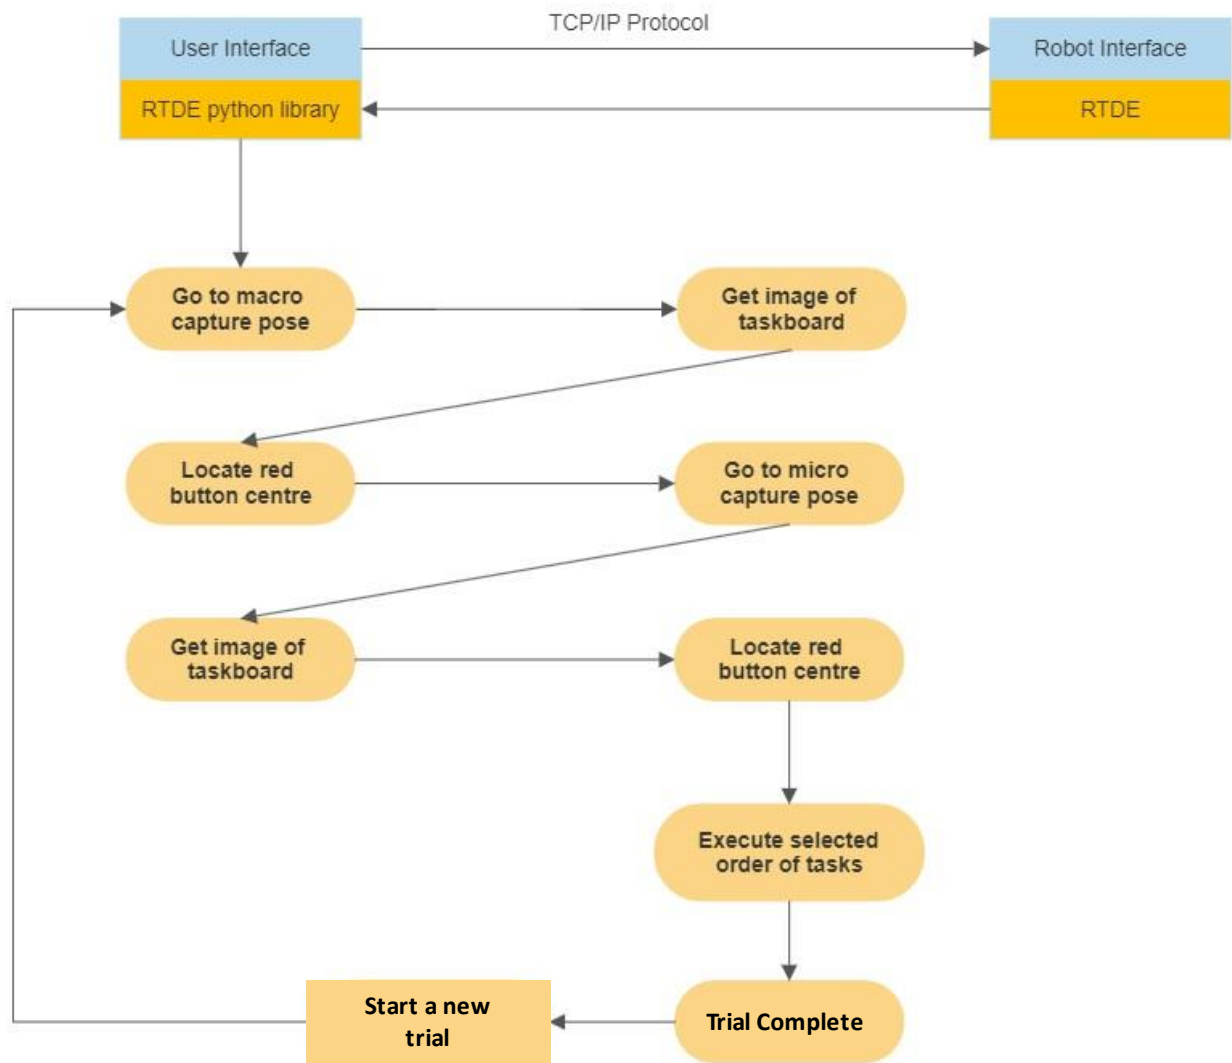 TCP/IP Protocol
User Interface
Robot Interface
RTDE python library
RTDE
Go to macro
capture pose
Get image of
taskboard
Locate red
button centre
Go to micro
capture pose
Get image of
taskboard
Locate red
button centre
Execute selected
order of tasks
Start a new
trial
Trial Complete